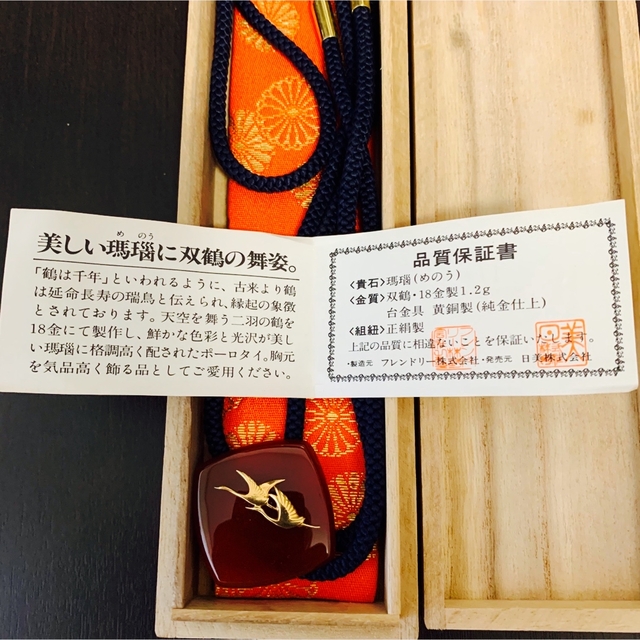 めのう
美しい瑪瑙に双鶴の舞姿。
「鶴は千年」といわれるように、古来より鶴
は延命長寿の瑞鳥と伝えられ、縁起の象徴
とされております。天空を舞う二羽の鶴を
18金にて製作し、鮮かな色彩と光沢が美し
い瑪瑙に格調高く配されたポーロタイ。胸元
を気品高く飾る品としてご愛用ください。
品質保証書
<貴石>瑪瑙(めのう)
<金質>双鶴・18金製1.2g
台金具 黄銅製(純金仕上)
<組紐>正絹製
上記の品質に相違ないことを保証いたします。
・製造元 フレンドリー株式会社・発売元 日美株式会社